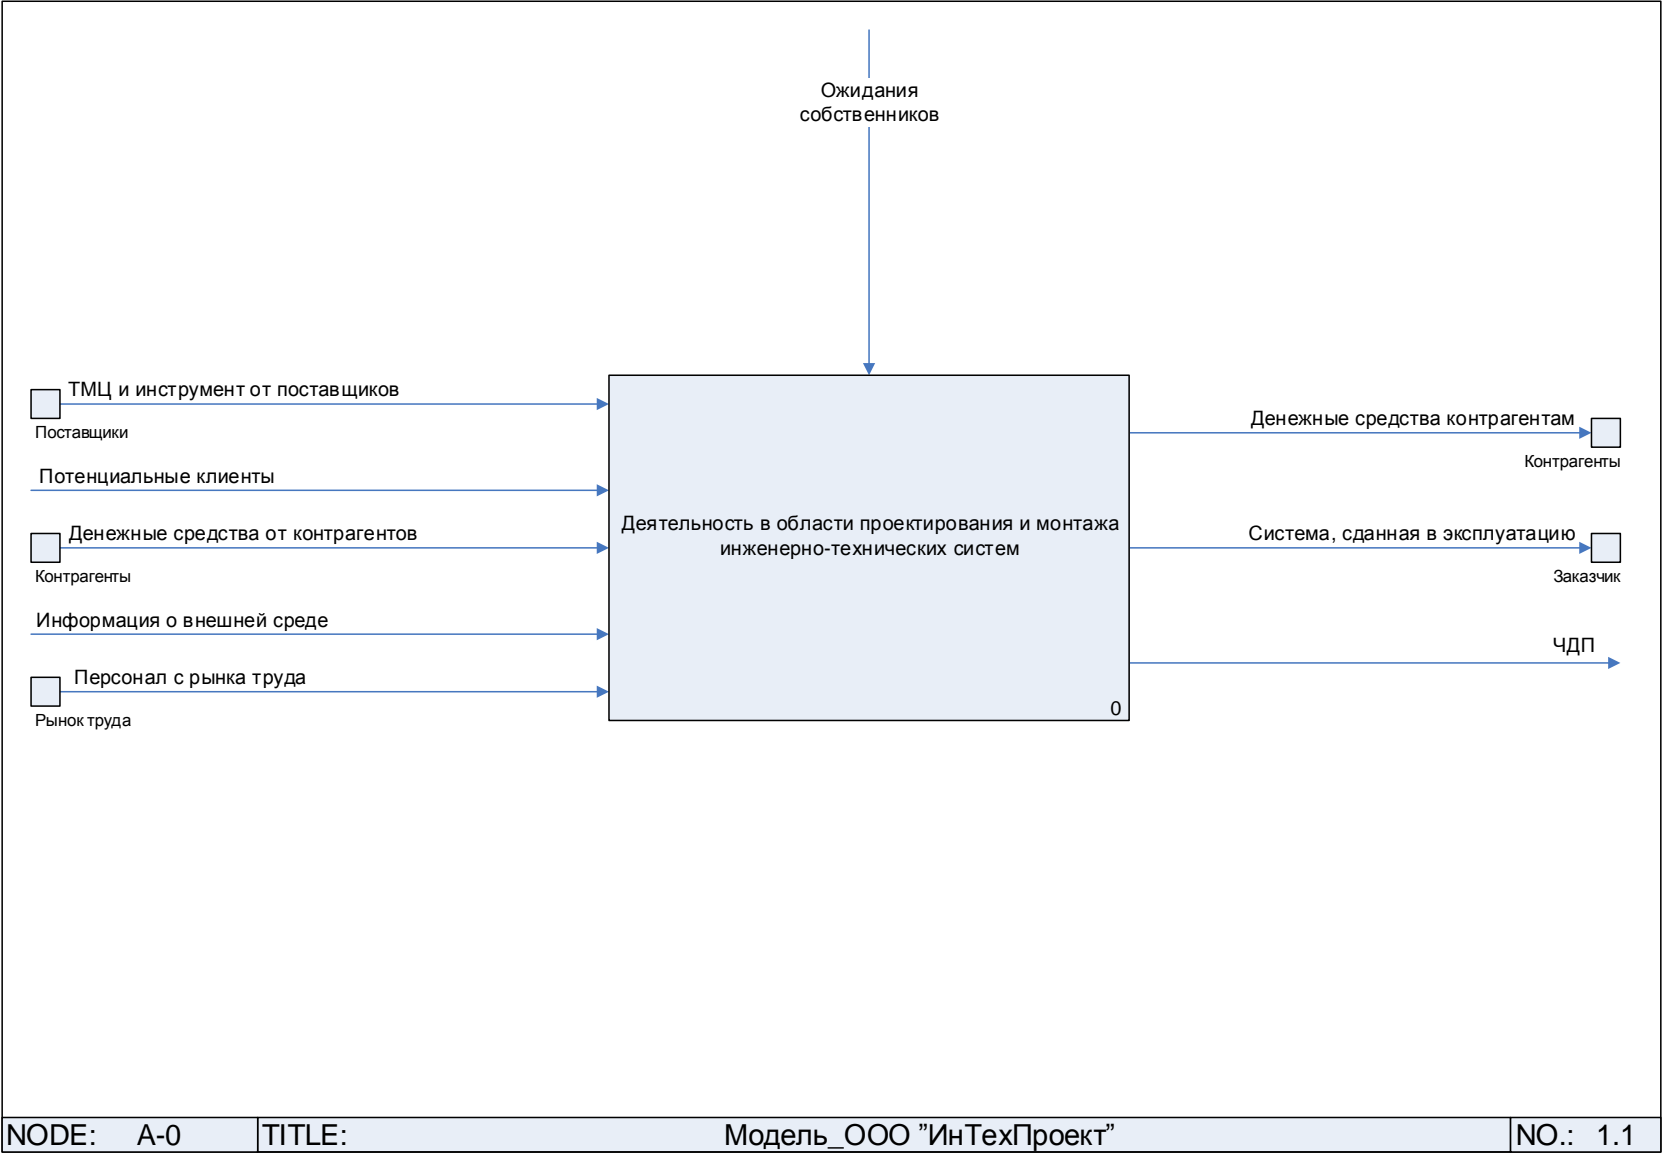 Ожидания
собственников
ТМЦ и инструмент от поставщиков
Поставщики
Потенциальные клиенты
Денежные средства от контрагентов
Контрагенты
Информация о внешней среде
Персонал с рынка труда
Рынок труда
Деятельность в области проектирования и монтажа
инженерно-технических систем
0
Денежные средства контрагентам
Контрагенты
Система, сданная в эксплуатацию
Заказчик
ЧДП
NODE: A-0 TITLE: Модель_ООО ”ИнТехПроект” NO.: 1.1